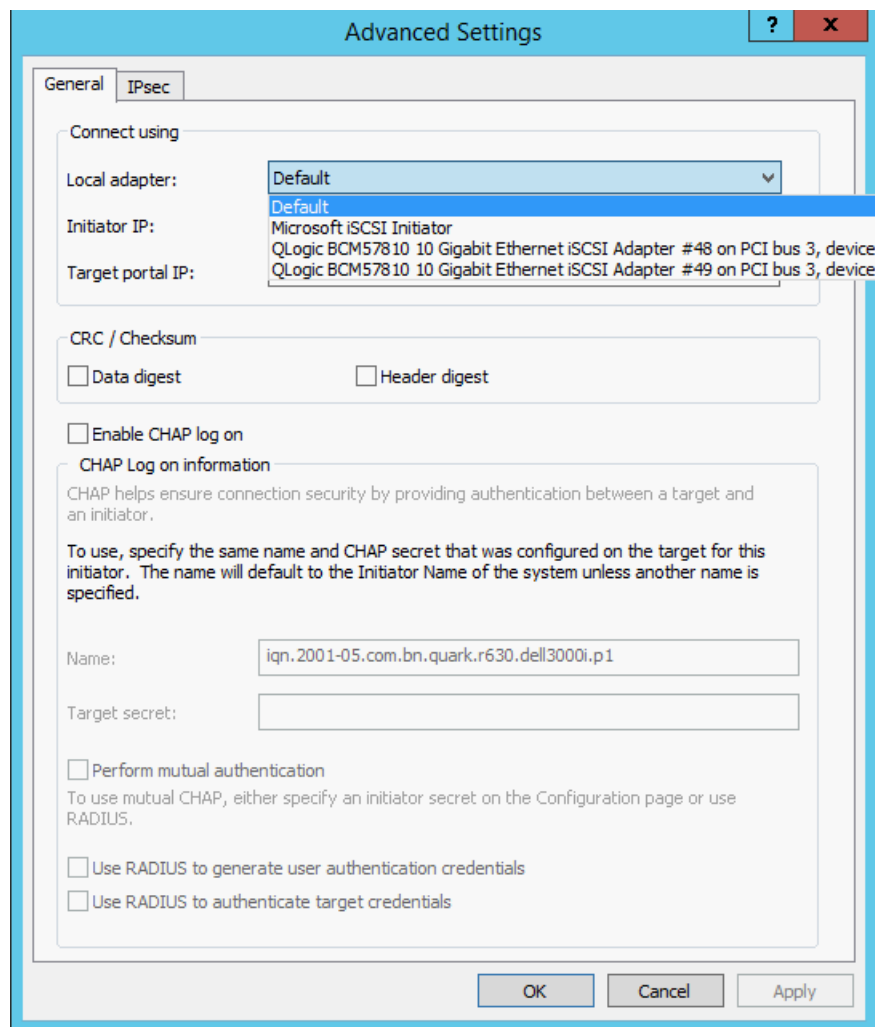 Advanced Settings
?
x
General
IPsec
Connect using
Local adapter:
Default
Default
Initiator IP:
Microsoft iSCSI Initiator
QLogic BCM57810 10 Gigabit Ethernet iSCSI Adapter #48 on PCI bus 3, device
Target portal IP:
QLogic BCM57810 10 Gigabit Ethernet iSCSI Adapter #49 on PCI bus 3, device
CRC / Checksum
Data digest
Header digest
Enable CHAP log on
CHAP Log on information
CHAP helps ensure connection security by providing authentication between a target and
an initiator.
To use, specify the same name and CHAP secret that was configured on the target for this
initiator. The name will default to the Initiator Name of the system unless another name is
specified.
Name:
iqn.2001-05.com.bn.quark.r630.dell3000i.p1
Target secret:
Perform mutual authentication
To use mutual CHAP, either specify an initiator secret on the Configuration page or use
RADIUS.
Use RADIUS to generate user authentication credentials
Use RADIUS to authenticate target credentials
OK
Cancel
Apply